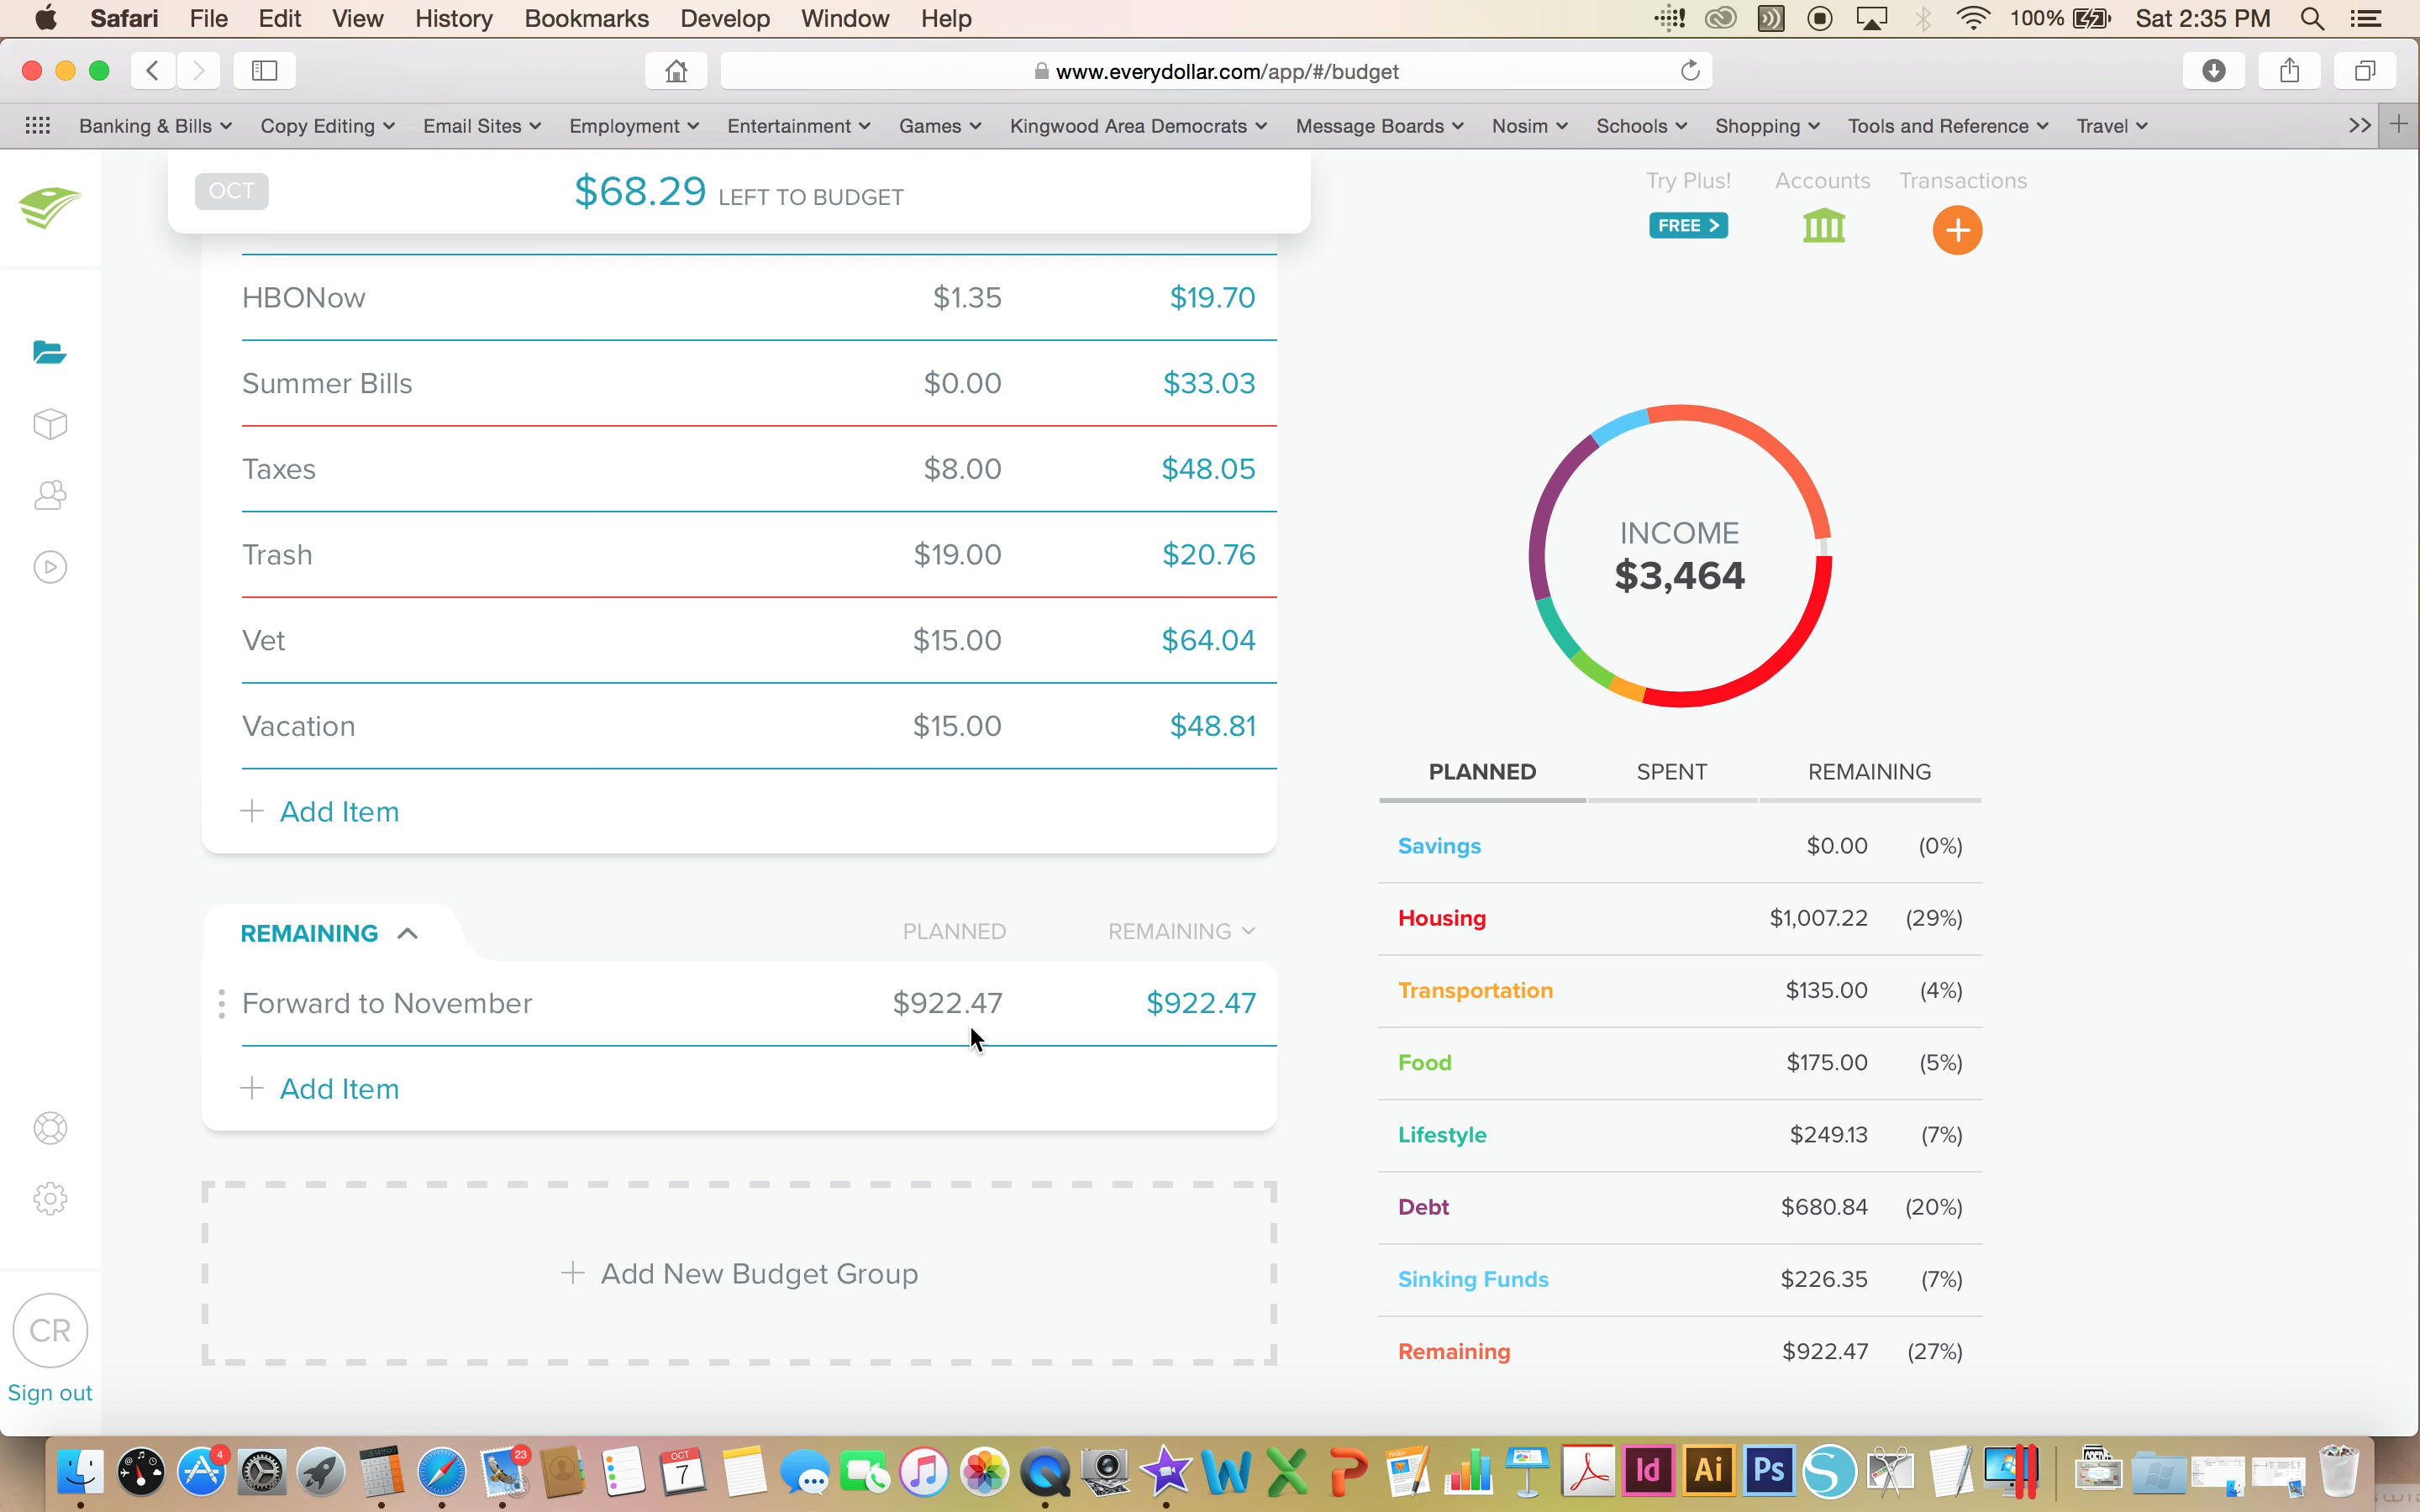 Safari File Edit View History Bookmarks Develop Window Help 100% Sat 2:35 PM
www.everydollar.com/app/#/budget
Banking & Bills Copy Editing Email Sites Employment Entertainment Games Kingwood Area Democrats Message Boards Nosim Schools Shopping Tools and Reference Travel
OCT $68.29 LEFT TO BUDGET
Try Plus! Accounts Transactions
FREE >
HBONow $1.35 $19.70
Summer Bills $0.00 $33.03
Taxes $8.00 $48.05
Trash $19.00 $20.76
Vet $15.00 $64.04
Vacation $15.00 $48.81
+ Add Item
REMAINING PLANNED REMAINING
Forward to November $922.47 $922.47
+ Add Item
+ Add New Budget Group
INCOME
$3,464
PLANNED SPENT REMAINING
Savings $0.00 (0%)
Housing $1,007.22 (29%)
Transportation $135.00 (4%)
Food $175.00 (5%)
Lifestyle $249.13 (7%)
Debt $680.84 (20%)
Sinking Funds $226.35 (7%)
Remaining $922.47 (27%)
CR
Sign out
4 23 OCT 7 Id Ai Ps